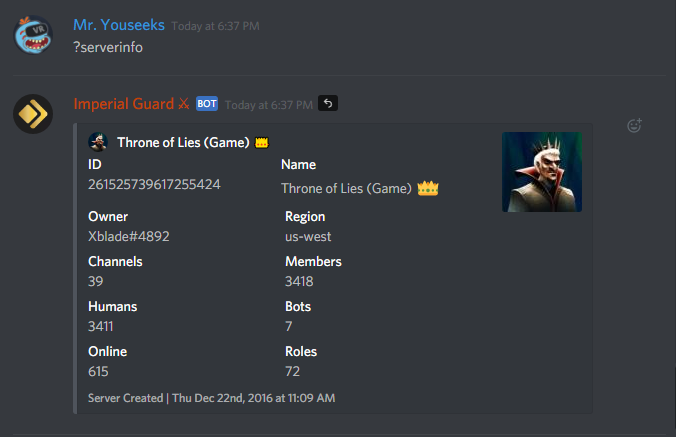 Mr. Youseeks Today at 6:37 PM
?serverinfo
Imperial Guard ⚔ BOT Today at 6:37 PM
Throne of Lies (Game) 👑
ID Name
261525739617255424 Throne of Lies (Game) 👑
Owner Region
Xblade#4892 us-west
Channels Members
39 3418
Humans Bots
3411 7
Online Roles
615 72
Server Created | Thu Dec 22nd, 2016 at 11:09 AM